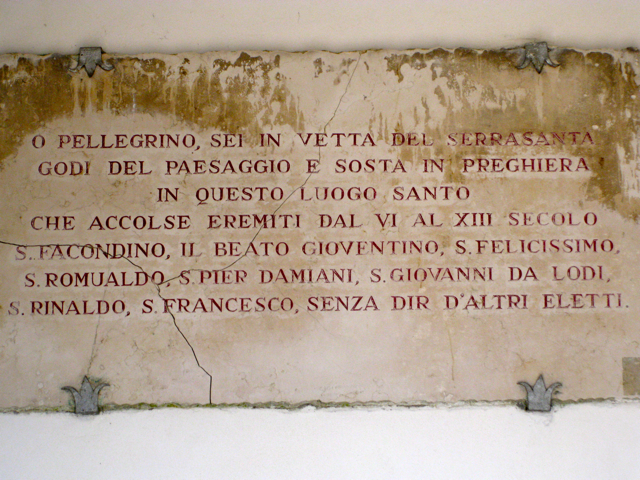 O PELLEGRINO, SEI IN VETTA DEL SERRASANTA
GODI DEL PAESAGGIO E SOSTA IN PREGHIERA
IN QUESTO LUOGO SANTO
CHE ACCOLSE EREMITI DAL VI AL XIII SECOLO
S. FACONDINO, IL BEATO GIOVENTINO, S. FELICISSIMO,
S. ROMUALDO, S. PIER DAMIANI, S. GIOVANNI DA LODI,
S. RINALDO, S. FRANCESCO, SENZA DIR D'ALTRI ELETTI.